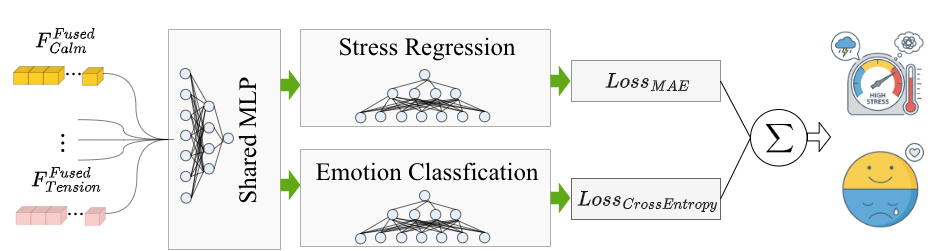 F^{Fused}_{Calm}
...
⋮
F^{Fused}_{Tension}
...
Shared MLP
Stress Regression
Emotion Classfication
Loss_{MAE}
Loss_{CrossEntropy}
Σ
HIGH
STRESS